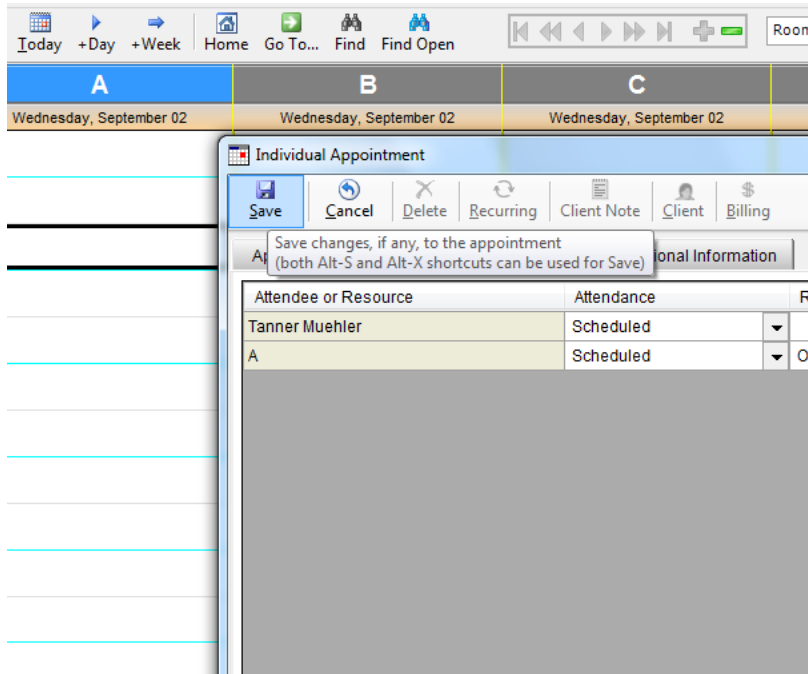 Today +Day +Week Home Go To... Find Find Open
A B C
Wednesday, September 02 Wednesday, September 02 Wednesday, September 02
Individual Appointment
Save Cancel Delete Recurring Client Note Client Billing
Save changes, if any, to the appointment
(both Alt-S and Alt-X shortcuts can be used for Save)
Information
Attendee or Resource Attendance
Tanner Muehler Scheduled
A Scheduled